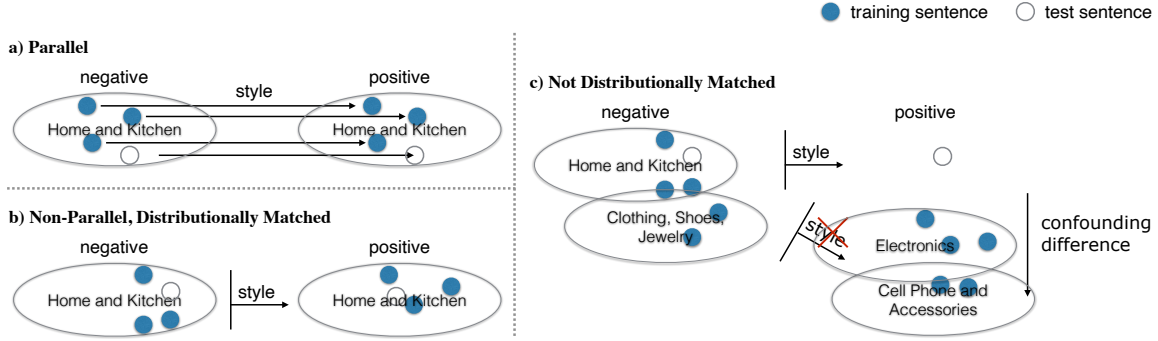 training sentence
test sentence
a) Parallel
negative
positive
style
Home and Kitchen
Home and Kitchen
b) Non-Parallel, Distributionally Matched
negative
positive
Home and Kitchen
style
Home and Kitchen
c) Not Distributionally Matched
negative
positive
Home and Kitchen
style
Clothing, Shoes,
Jewelry
style
Electronics
confounding
difference
Cell Phone and
Accessories